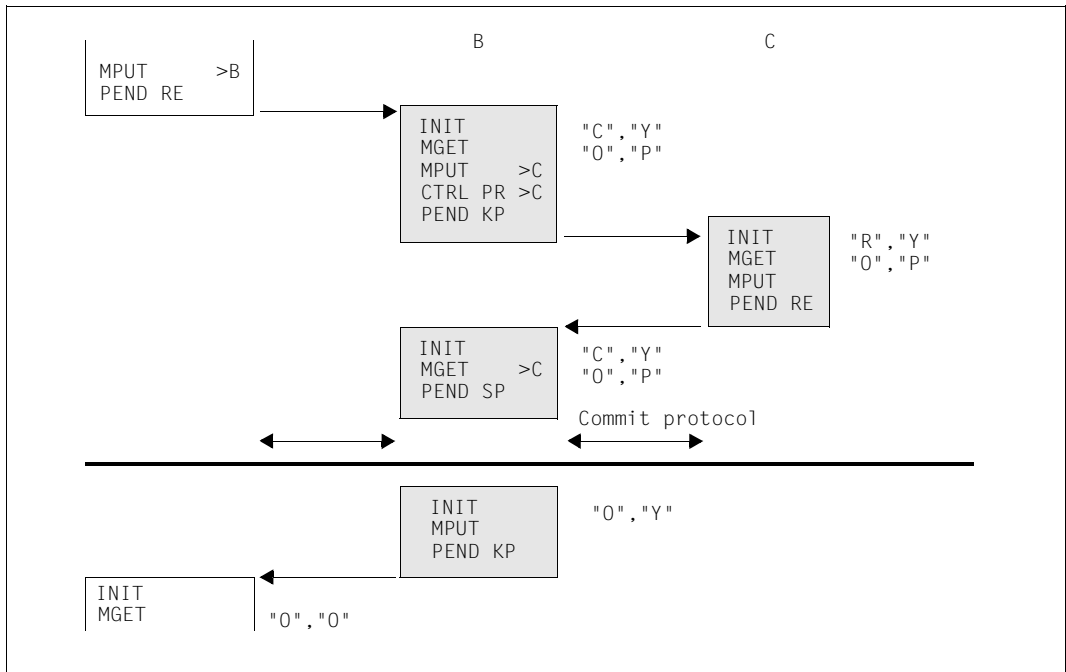 B C
MPUT >B
PEND RE
INIT
MGET
MPUT >C
CTRL PR >C
PEND KP
"C","Y"
"O","P"
INIT
MGET
MPUT
PEND RE
"R","Y"
"O","P"
INIT
MGET >C
PEND SP
"C","Y"
"O","P"
Commit protocol
INIT
MPUT
PEND KP
"O","Y"
INIT
MGET
"O","O"